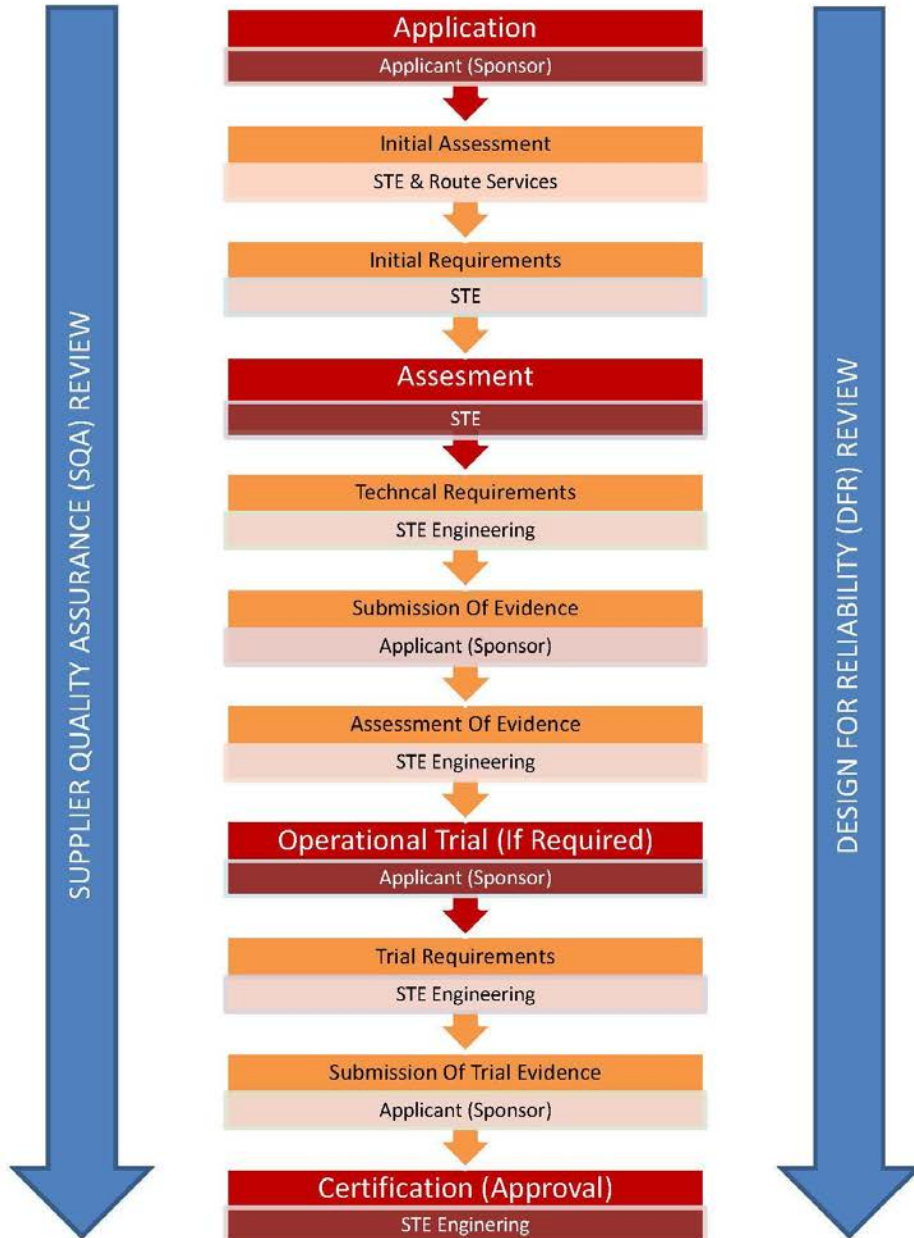 SUPPLIER QUALITY ASSURANCE (SQA) REVIEW
Application
Applicant (Sponsor)
Initial Assessment
STE & Route Services
Initial Requirements
STE
Assesment
STE
Techncal Requirements
STE Engineering
Submission Of Evidence
Applicant (Sponsor)
Assessment Of Evidence
STE Engineering
Operational Trial (If Required)
Applicant (Sponsor)
Trial Requirements
STE Engineering
Submission Of Trial Evidence
Applicant (Sponsor)
Certification (Approval)
STE Enginering
DESIGN FOR RELIABILITY (DFR) REVIEW